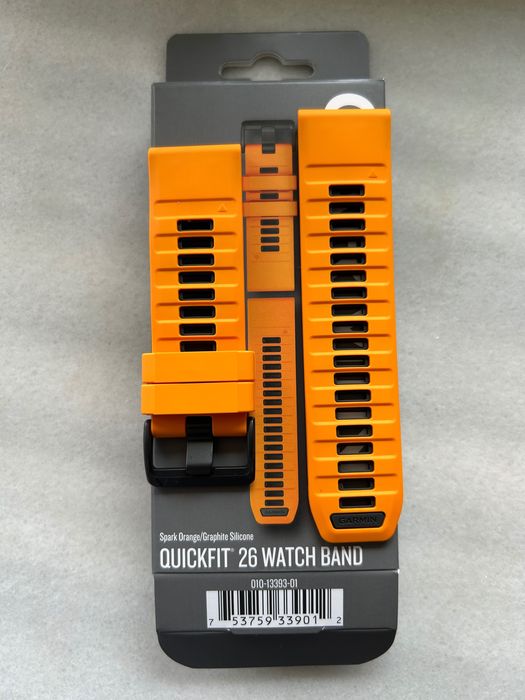 GARMIN
Spark Orange/Graphite Silicone
QUICKFIT® 26 WATCH BAND
010-13393-01
7 53759 33901 2